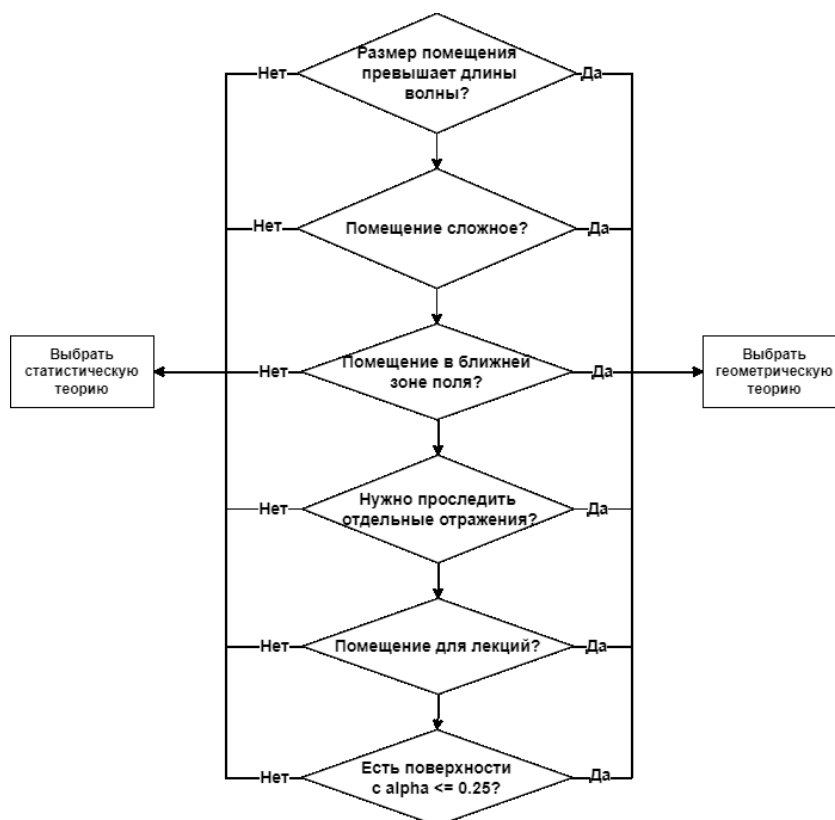 Размер помещения
превышает длины
волны?
Нет
Да
Помещение сложное?
Нет
Да
Выбрать
статистическую
теорию
Нет
Помещение в ближней
зоне поля?
Да
Выбрать
геометрическую
теорию
Нужно проследить
отдельные отражения?
Нет
Да
Помещение для лекций?
Нет
Да
Есть поверхности
с alpha <= 0.25?
Нет
Да